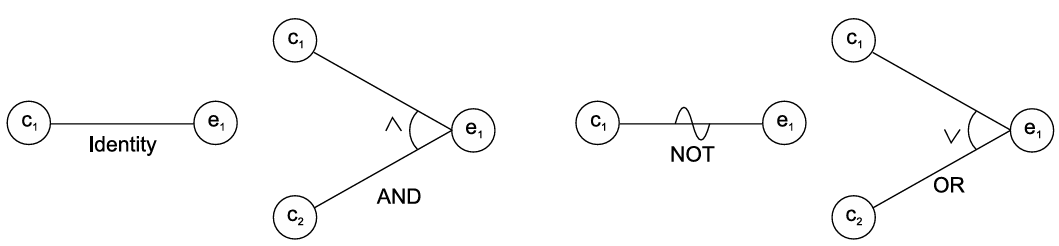 c₁
e₁
Identity
c₁
∧
e₁
c₂
AND
c₁
e₁
NOT
c₁
∨
e₁
c₂
OR